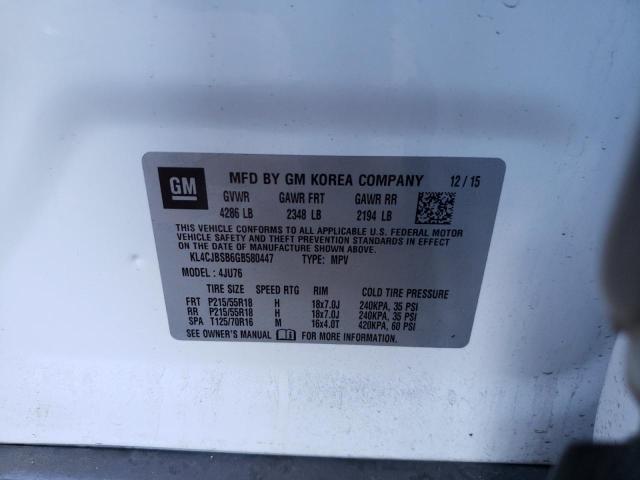 GM MFD BY GM KOREA COMPANY 12/15
GVWR GAWR FRT GAWR RR
4286 LB 2348 LB 2194 LB
THIS VEHICLE CONFORMS TO ALL APPLICABLE U.S. FEDERAL MOTOR
VEHICLE SAFETY, BUMPER, AND THEFT PREVENTION STANDARDS IN
EFFECT ON THE DATE OF MANUFACTURE SHOWN ABOVE.
KL4CJBSB6GB580447 TYPE: MPV
MODEL : 4JU76
TIRE SIZE SPEED RTG RIM COLD TIRE PRESSURE
FRT P215/55R18 H 18x7.0J 240KPA, 35 PSI
RR P215/55R18 H 18x7.0J 240KPA, 35 PSI
SPA T125/70R16 M 16x4.0T 420KPA, 60 PSI
SEE OWNER'S MANUAL FOR MORE INFORMATION.